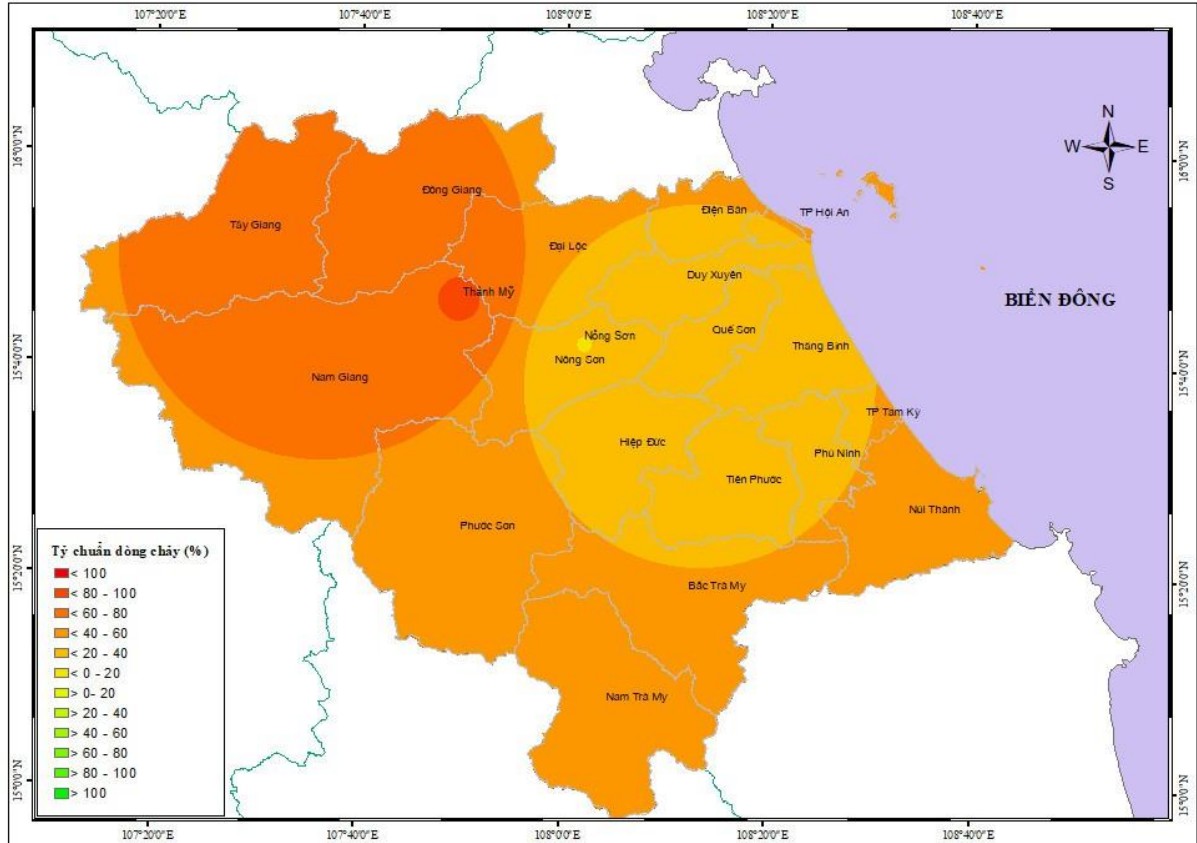 107°20'0"E 107°40'0"E 108°0'0"E 108°20'0"E 108°40'0"E
16°0'0"N 16°0'0"N
N
W E
S
Điện Bàn
TP Hội An
Đông Giang
Tây Giang
Đại Lộc
Duy Xuyên
Thành Mỹ
BIỂN ĐÔNG
Nông Sơn
Quế Sơn
Thăng Bình
Nông Sơn
15°40'0"N 15°40'0"N
Nam Giang
TP Tam Kỳ
Hiệp Đức
Phú Ninh
Tiên Phước
Núi Thành
Phước Sơn
Bắc Trà My
15°20'0"N 15°20'0"N
Nam Trà My
Tỷ chuẩn dòng chảy (%)
< 100
< 80 - 100
< 60 - 80
< 40 - 60
< 20 - 40
< 0 - 20
> 0- 20
> 20 - 40
> 40 - 60
> 60 - 80
> 80 - 100
> 100
15°0'0"N 15°0'0"N
107°20'0"E 107°40'0"E 108°0'0"E 108°20'0"E 108°40'0"E